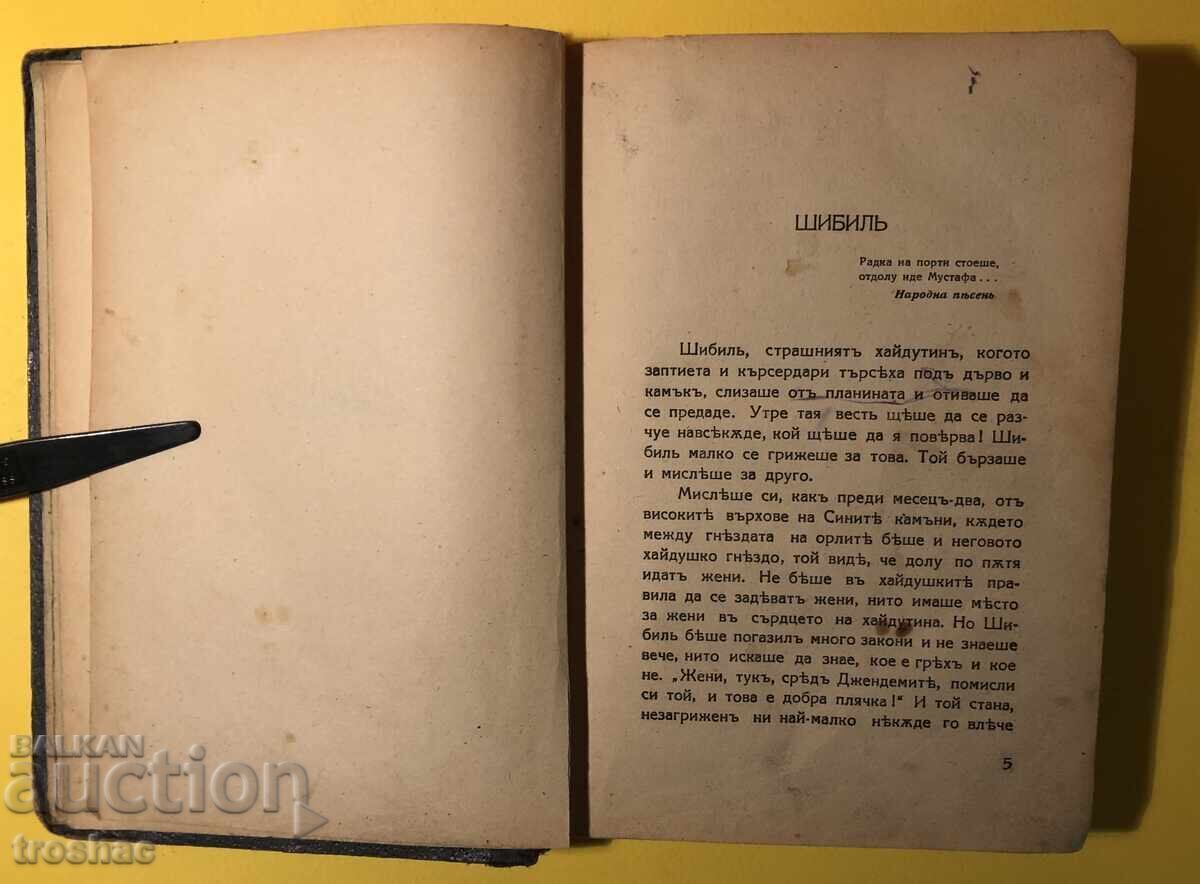 ШИБИЛЬ
Радка на порти стоеше,
отдолу иде Мустафа...
Народна пѣсень
Шибиль, страшниятъ хайдутинъ, когото
заптиета и кърсердари търсѣха подъ дърво и
камъкъ, слизаше отъ планината и отиваше да
се предаде. Утре тая весть щѣше да се раз-
чуе навсѣкѫде, кой щѣше да я повѣрва! Ши-
биль малко се грижеше за това. Той бързаше
и мислѣше за друго.
Мислѣше си, какъ преди месецъ-два, отъ
високитѣ върхове на Синитѣ камъни, кѫдето
между гнѣздата на орлитѣ бѣше и неговото
хайдушко гнѣздо, той видѣ, че долу по пѫтя
идатъ жени. Не бѣше въ хайдушкитѣ пра-
вила да се задѣватъ жени, нито имаше мѣсто
за жени въ сърдцето на хайдутина. Но Ши-
биль бѣше погазилъ много закони и не знаеше
вече, нито искаше да знае, кое е грѣхъ и кое
не. „Жени, тукъ, срѣдъ Джендемитѣ, помисли
си той, и това е добра плячка!“ И той стана,
незагриженъ ни най-малко нѣкѫде го влѣче
5
BALKAN
auction
troshac